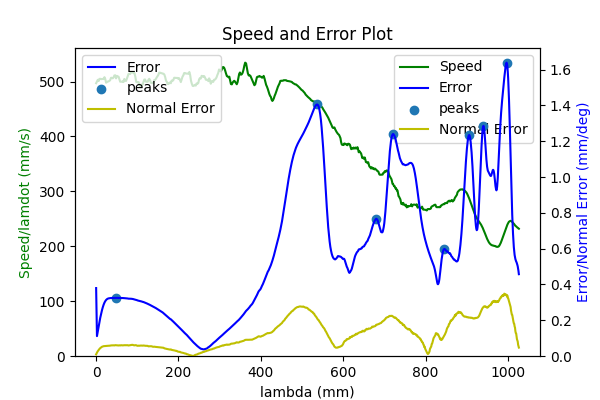 Speed and Error Plot
Error
peaks
Normal Error
Speed
Error
peaks
Normal Error
500
400
300
200
100
0
1.6
1.4
1.2
1.0
0.8
0.6
0.4
0.2
0.0
Speed/lamdot (mm/s)
Error/Normal Error (mm/deg)
0 200 400 600 800 1000
lambda (mm)